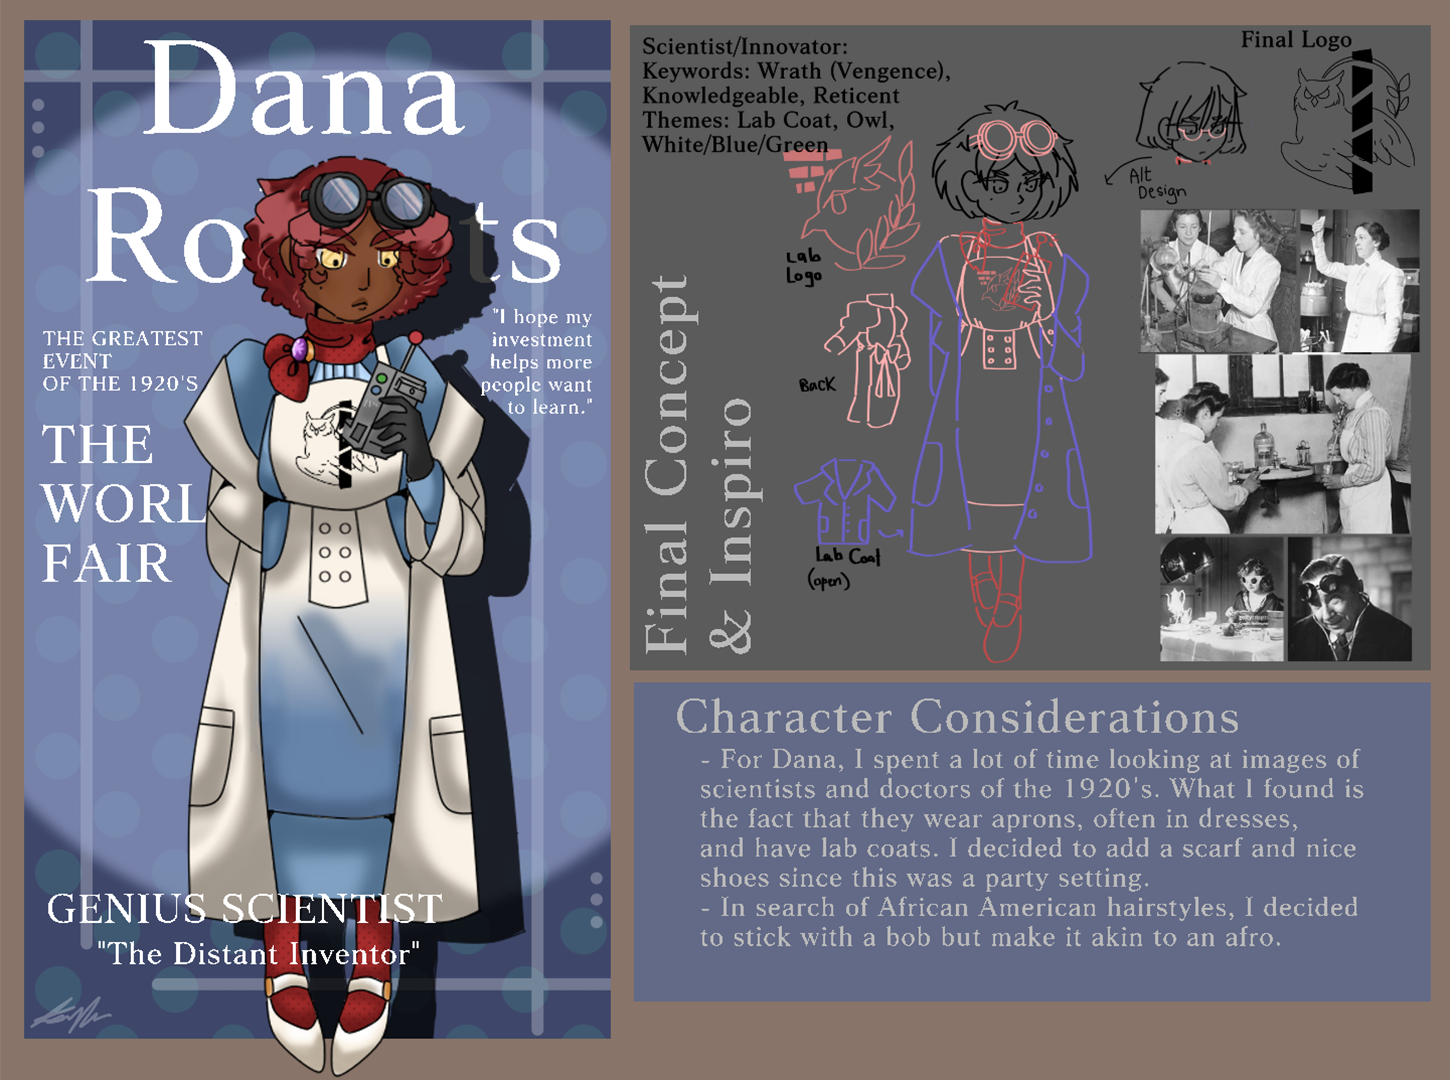 Dana
Ro ts
THE GREATEST
EVENT
OF THE 1920'S
THE
WORL
FAIR
"I hope my
investment
helps more
people want
to learn."
GENIUS SCIENTIST
"The Distant Inventor"
Scientist/Innovator:
Keywords: Wrath (Vengence),
Knowledgeable, Reticent
Themes: Lab Coat, Owl,
White/Blue/Green
Final Logo
Alt
Design
Lab
Logo
Back
Lab Coat
(open)
Final Concept
& Inspiro
Character Considerations
- For Dana, I spent a lot of time looking at images of
scientists and doctors of the 1920's. What I found is
the fact that they wear aprons, often in dresses,
and have lab coats. I decided to add a scarf and nice
shoes since this was a party setting.
- In search of African American hairstyles, I decided
to stick with a bob but make it akin to an afro.